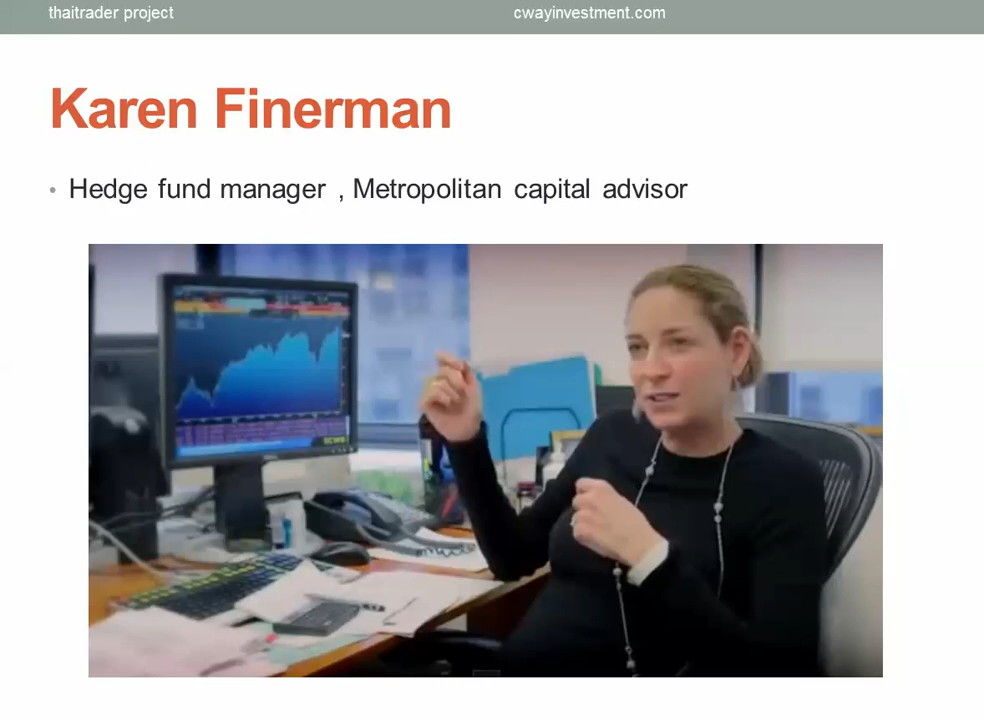 thaitrader project
cwayinvestment.com
Karen Finerman
• Hedge fund manager , Metropolitan capital advisor